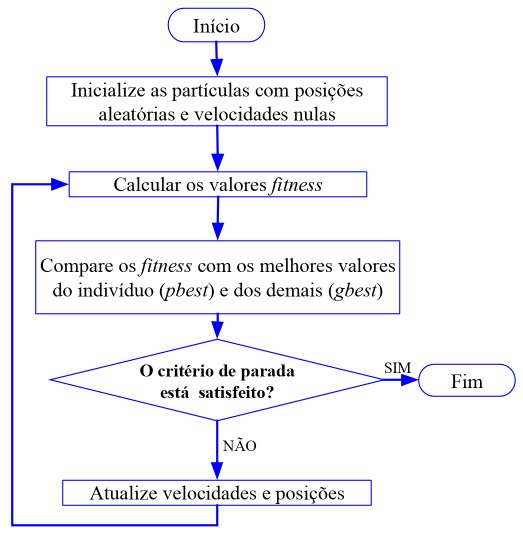 Início
Inicialize as partículas com posições
aleatórias e velocidades nulas
Calcular os valores fitness
Compare os fitness com os melhores valores
do indivíduo (pbest) e dos demais (gbest)
O critério de parada
está satisfeito?
SIM
Fim
NÃO
Atualize velocidades e posições